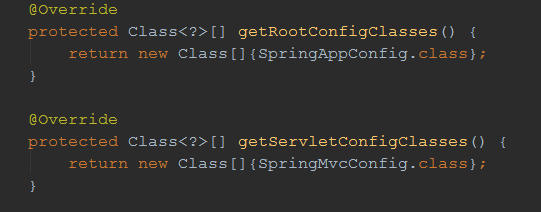 @Override
protected Class<?>[] getRootConfigClasses() {
    return new Class[]{SpringAppConfig.class};
}
@Override
protected Class<?>[] getServletConfigClasses() {
    return new Class[]{SpringMvcConfig.class};
}